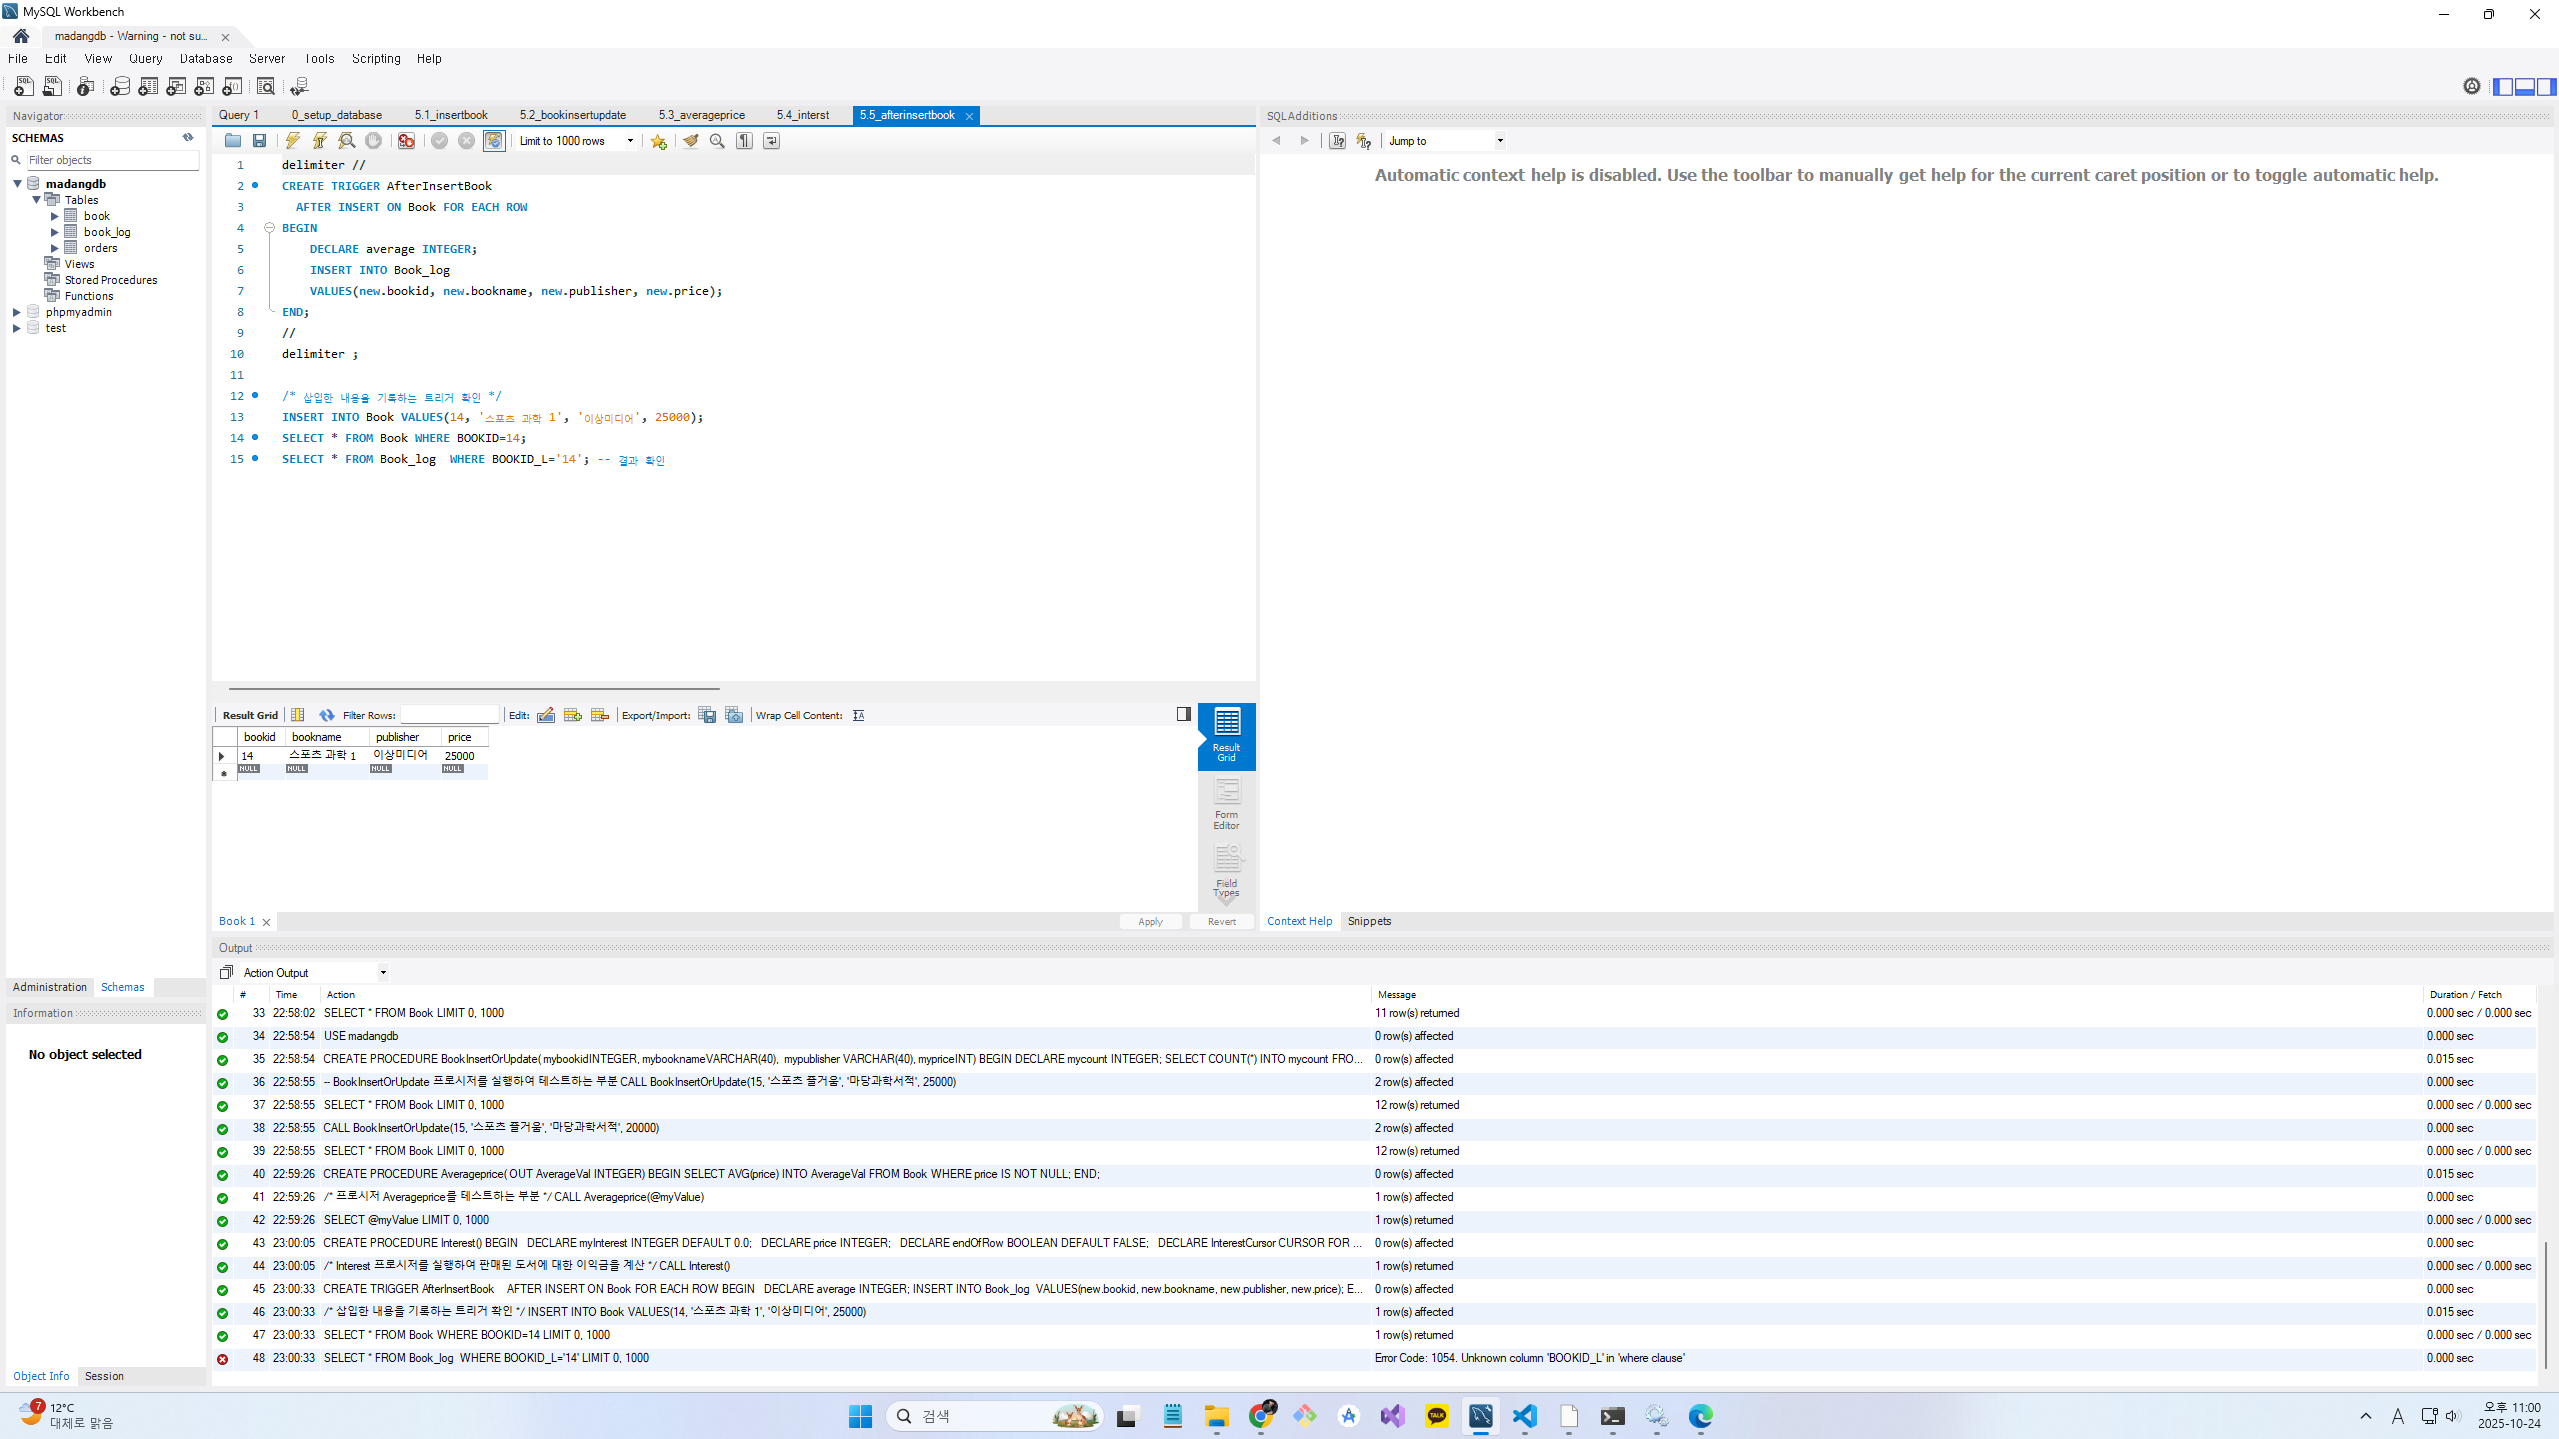 MySQL Workbench
madangdb - Warning - not su...
File Edit View Query Database Server Tools Scripting Help
Navigator
SCHEMAS
Filter objects
madangdb
Tables
book
book_log
orders
Views
Stored Procedures
Functions
phpmyadmin
test
Administration Schemas
Information
No object selected
Object Info Session
Query 1 0_setup_database 5.1_insertbook 5.2_bookinsertupdate 5.3_averageprice 5.4_interst 5.5_afterinsertbook
Limit to 1000 rows
1 delimiter //
2 CREATE TRIGGER AfterInsertBook
3 AFTER INSERT ON Book FOR EACH ROW
4 BEGIN
5 DECLARE average INTEGER;
6 INSERT INTO Book_log
7 VALUES(new.bookid, new.bookname, new.publisher, new.price);
8 END;
9 //
10 delimiter ;
11
12 /* 삽입한 내용을 기록하는 트리거 확인 */
13 INSERT INTO Book VALUES(14, '스포츠 과학 1', '이상미디어', 25000);
14 SELECT * FROM Book WHERE BOOKID=14;
15 SELECT * FROM Book_log WHERE BOOKID_L='14'; -- 결과 확인
Result Grid Filter Rows: Edit: Export/Import: Wrap Cell Content:
bookid bookname publisher price
14 스포츠 과학 1 이상미디어 25000
NULL NULL NULL NULL
Result Grid
Form Editor
Field Types
Book 1 Apply Revert
SQLAdditions
Jump to
Automatic context help is disabled. Use the toolbar to manually get help for the current caret position or to toggle automatic help.
Context Help Snippets
Output
Action Output
# Time Action Message Duration / Fetch
33 22:58:02 SELECT * FROM Book LIMIT 0, 1000 11 row(s) returned 0.000 sec / 0.000 sec
34 22:58:54 USE madangdb 0 row(s) affected 0.000 sec
35 22:58:54 CREATE PROCEDURE BookInsertOrUpdate( mybookidINTEGER, mybooknameVARCHAR(40), mypublisher VARCHAR(40), mypriceINT) BEGIN DECLARE mycount INTEGER; SELECT COUNT(*) INTO mycount FRO... 0 row(s) affected 0.015 sec
36 22:58:55 -- BookInsertOrUpdate 프로시저를 실행하여 테스트하는 부분 CALL BookInsertOrUpdate(15, '스포츠 즐거움', '마당과학서적', 25000) 2 row(s) affected 0.000 sec
37 22:58:55 SELECT * FROM Book LIMIT 0, 1000 12 row(s) returned 0.000 sec / 0.000 sec
38 22:58:55 CALL BookInsertOrUpdate(15, '스포츠 즐거움', '마당과학서적', 20000) 2 row(s) affected 0.000 sec
39 22:58:55 SELECT * FROM Book LIMIT 0, 1000 12 row(s) returned 0.000 sec / 0.000 sec
40 22:59:26 CREATE PROCEDURE Averageprice( OUT AverageVal INTEGER) BEGIN SELECT AVG(price) INTO AverageVal FROM Book WHERE price IS NOT NULL; END; 0 row(s) affected 0.015 sec
41 22:59:26 /* 프로시저 Averageprice를 테스트하는 부분 */ CALL Averageprice(@myValue) 1 row(s) affected 0.000 sec
42 22:59:26 SELECT @myValue LIMIT 0, 1000 1 row(s) returned 0.000 sec / 0.000 sec
43 23:00:05 CREATE PROCEDURE Interest() BEGIN DECLARE myInterest INTEGER DEFAULT 0.0; DECLARE price INTEGER; DECLARE endOfRow BOOLEAN DEFAULT FALSE; DECLARE InterestCursor CURSOR FOR ... 0 row(s) affected 0.000 sec
44 23:00:05 /* Interest 프로시저를 실행하여 판매된 도서에 대한 이익금을 계산 */ CALL Interest() 1 row(s) returned 0.000 sec / 0.000 sec
45 23:00:33 CREATE TRIGGER AfterInsertBook AFTER INSERT ON Book FOR EACH ROW BEGIN DECLARE average INTEGER; INSERT INTO Book_log VALUES(new.bookid, new.bookname, new.publisher, new.price); E... 0 row(s) affected 0.000 sec
46 23:00:33 /* 삽입한 내용을 기록하는 트리거 확인 */ INSERT INTO Book VALUES(14, '스포츠 과학 1', '이상미디어', 25000) 1 row(s) affected 0.015 sec
47 23:00:33 SELECT * FROM Book WHERE BOOKID=14 LIMIT 0, 1000 1 row(s) returned 0.000 sec / 0.000 sec
48 23:00:33 SELECT * FROM Book_log WHERE BOOKID_L='14' LIMIT 0, 1000 Error Code: 1054. Unknown column 'BOOKID_L' in 'where clause' 0.000 sec
7
12°C
대체로 맑음
검색
TALK
A
오후 11:00
2025-10-24